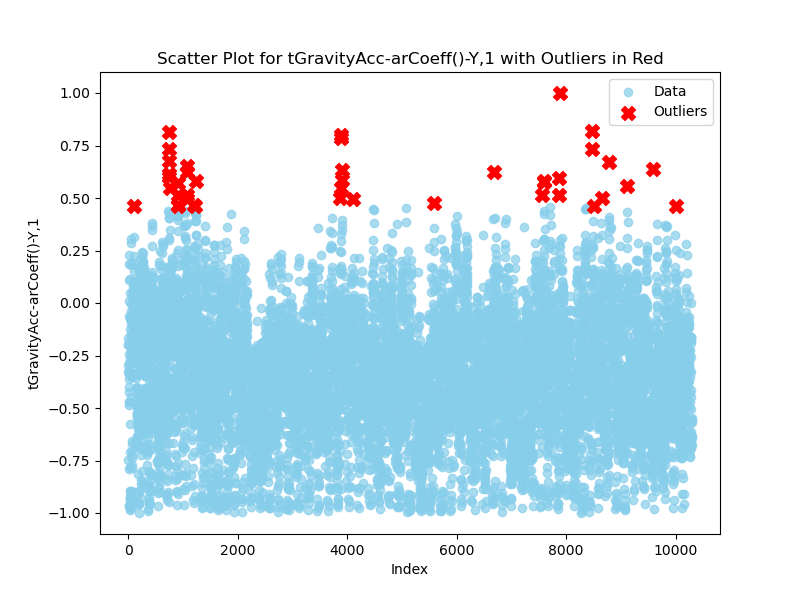 Scatter Plot for tGravityAcc-arCoeff()-Y,1 with Outliers in Red
Data
Outliers
tGravityAcc-arCoeff()-Y,1
1.00
0.75
0.50
0.25
0.00
−0.25
−0.50
−0.75
−1.00
0 2000 4000 6000 8000 10000
Index